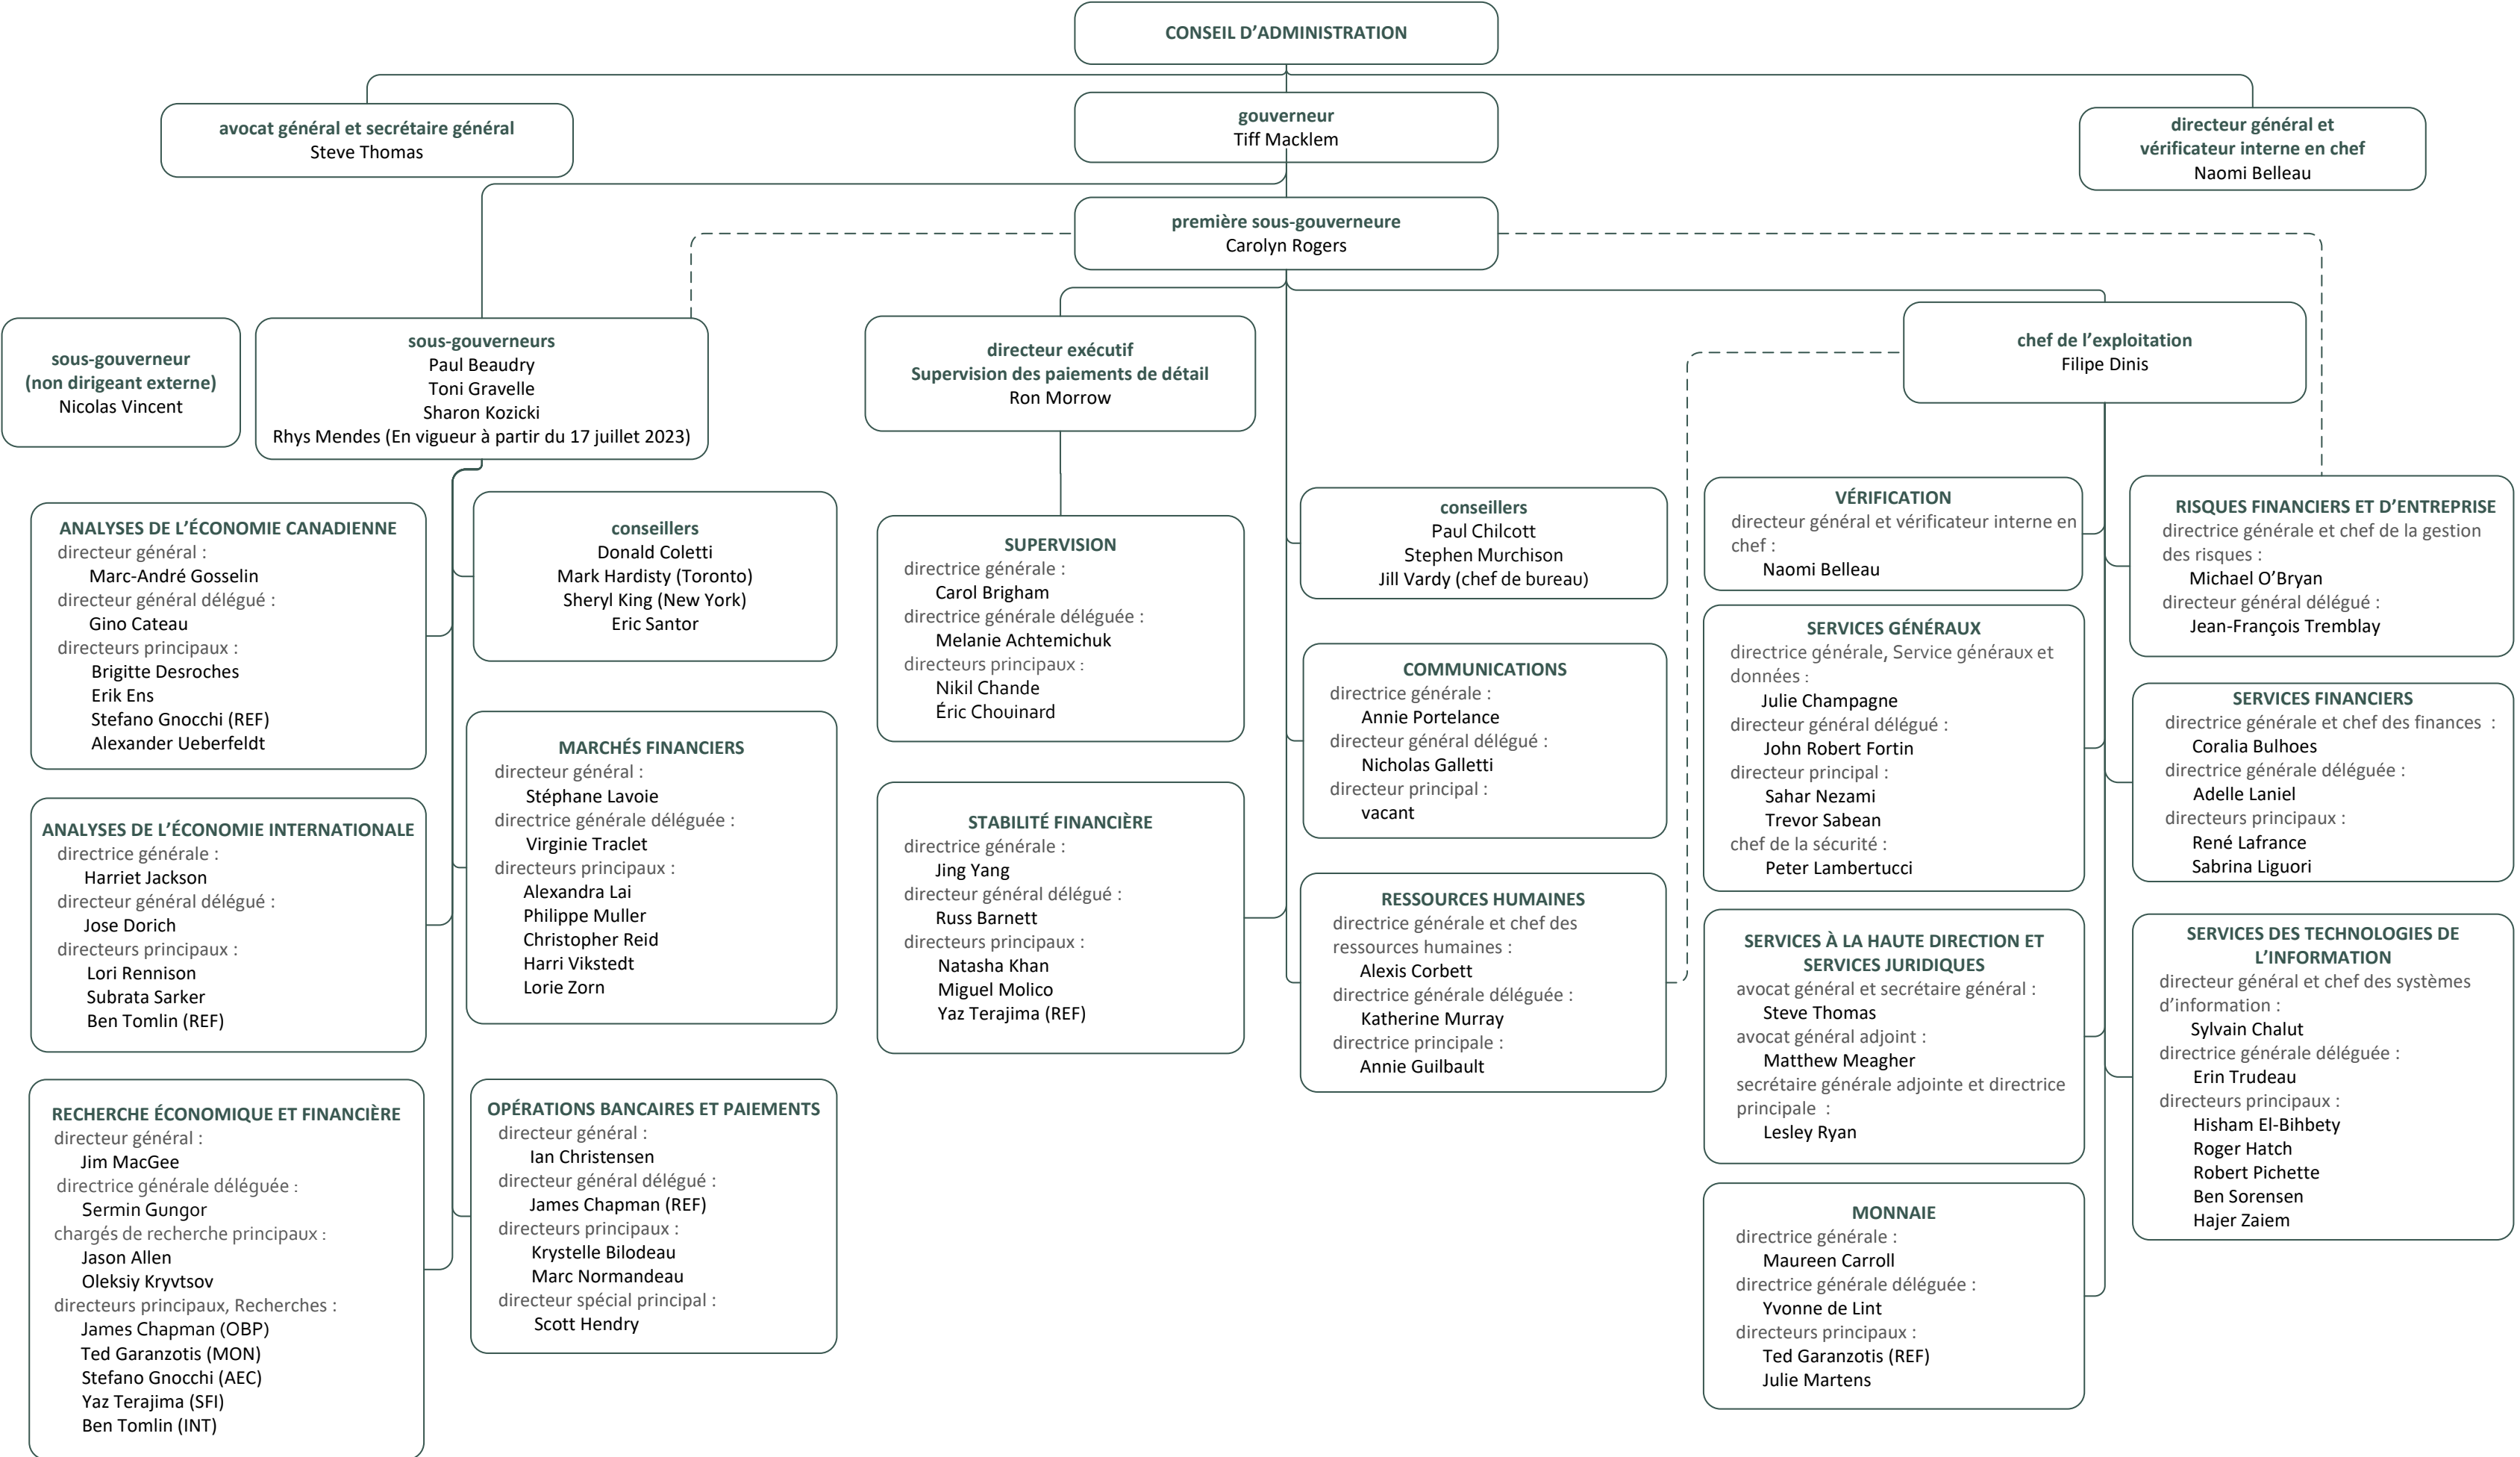 CONSEIL D’ADMINISTRATION
avocat général et secrétaire général
Steve Thomas
gouverneur
Tiff Macklem
directeur général et
vérificateur interne en chef
Naomi Belleau
première sous-gouverneure
Carolyn Rogers
sous-gouverneur
(non dirigeant externe)
Nicolas Vincent
sous-gouverneurs
Paul Beaudry
Toni Gravelle
Sharon Kozicki
Rhys Mendes (En vigueur à partir du 17 juillet 2023)
directeur exécutif
Supervision des paiements de détail
Ron Morrow
chef de l’exploitation
Filipe Dinis
ANALYSES DE L’ÉCONOMIE CANADIENNE
directeur général :
Marc-André Gosselin
directeur général délégué :
Gino Cateau
directeurs principaux :
Brigitte Desroches
Erik Ens
Stefano Gnocchi (REF)
Alexander Ueberfeldt
ANALYSES DE L’ÉCONOMIE INTERNATIONALE
directrice générale :
Harriet Jackson
directeur général délégué :
Jose Dorich
directeurs principaux :
Lori Rennison
Subrata Sarker
Ben Tomlin (REF)
RECHERCHE ÉCONOMIQUE ET FINANCIÈRE
directeur général :
Jim MacGee
directrice générale déléguée :
Sermin Gungor
chargés de recherche principaux :
Jason Allen
Oleksiy Kryvtsov
directeurs principaux, Recherches :
James Chapman (OBP)
Ted Garanzotis (MON)
Stefano Gnocchi (AEC)
Yaz Terajima (SFI)
Ben Tomlin (INT)
conseillers
Donald Coletti
Mark Hardisty (Toronto)
Sheryl King (New York)
Eric Santor
MARCHÉS FINANCIERS
directeur général :
Stéphane Lavoie
directrice générale déléguée :
Virginie Traclet
directeurs principaux :
Alexandra Lai
Philippe Muller
Christopher Reid
Harri Vikstedt
Lorie Zorn
OPÉRATIONS BANCAIRES ET PAIEMENTS
directeur général :
Ian Christensen
directeur général délégué :
James Chapman (REF)
directeurs principaux :
Krystelle Bilodeau
Marc Normandeau
directeur spécial principal :
Scott Hendry
SUPERVISION
directrice générale :
Carol Brigham
directrice générale déléguée :
Melanie Achtemichuk
directeurs principaux :
Nikil Chande
Éric Chouinard
STABILITÉ FINANCIÈRE
directrice générale :
Jing Yang
directeur général délégué :
Russ Barnett
directeurs principaux :
Natasha Khan
Miguel Molico
Yaz Terajima (REF)
conseillers
Paul Chilcott
Stephen Murchison
Jill Vardy (chef de bureau)
COMMUNICATIONS
directrice générale :
Annie Portelance
directeur général délégué :
Nicholas Galletti
directeur principal :
vacant
RESSOURCES HUMAINES
directrice générale et chef des
ressources humaines :
Alexis Corbett
directrice générale déléguée :
Katherine Murray
directrice principale :
Annie Guilbault
VÉRIFICATION
directeur général et vérificateur interne en
chef :
Naomi Belleau
SERVICES GÉNÉRAUX
directrice générale, Service généraux et
données :
Julie Champagne
directeur général délégué :
John Robert Fortin
directeur principal :
Sahar Nezami
Trevor Sabean
chef de la sécurité :
Peter Lambertucci
SERVICES À LA HAUTE DIRECTION ET
SERVICES JURIDIQUES
avocat général et secrétaire général :
Steve Thomas
avocat général adjoint :
Matthew Meagher
secrétaire générale adjointe et directrice
principale  :
Lesley Ryan
MONNAIE
directrice générale :
Maureen Carroll
directrice générale déléguée :
Yvonne de Lint
directeurs principaux :
Ted Garanzotis (REF)
Julie Martens
RISQUES FINANCIERS ET D’ENTREPRISE
directrice générale et chef de la gestion
des risques :
Michael O’Bryan
directeur général délégué :
Jean-François Tremblay
SERVICES FINANCIERS
directrice générale et chef des finances  :
Coralia Bulhoes
directrice générale déléguée :
Adelle Laniel
directeurs principaux :
René Lafrance
Sabrina Liguori
SERVICES DES TECHNOLOGIES DE
L’INFORMATION
directeur général et chef des systèmes
d’information :
Sylvain Chalut
directrice générale déléguée :
Erin Trudeau
directeurs principaux :
Hisham El-Bihbety
Roger Hatch
Robert Pichette
Ben Sorensen
Hajer Zaiem